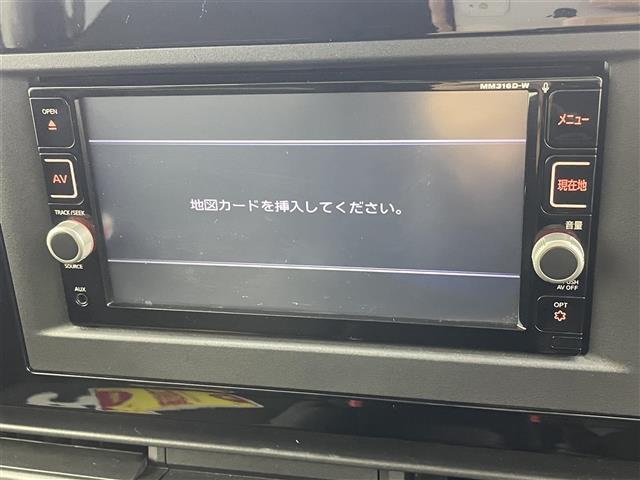 MM316D-W
OPEN
メニュー
AV
現在地
地図カードを挿入してください。
TRACK/SEEK
音量
SOURCE
PUSH
AV OFF
AUX
OPT